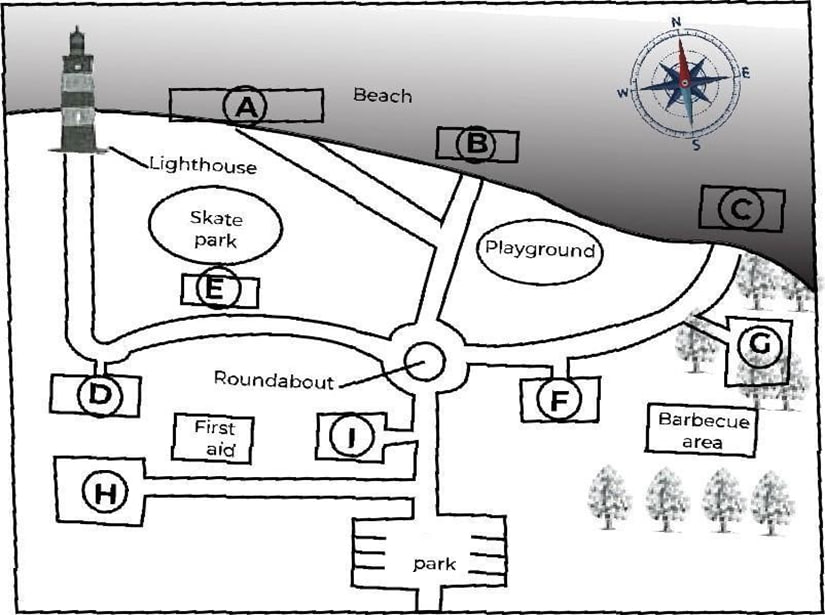 N
W
E
S
A
Beach
B
Lighthouse
C
Skate
park
Playground
E
G
Roundabout
D
F
First
aid
I
Barbecue
area
H
park